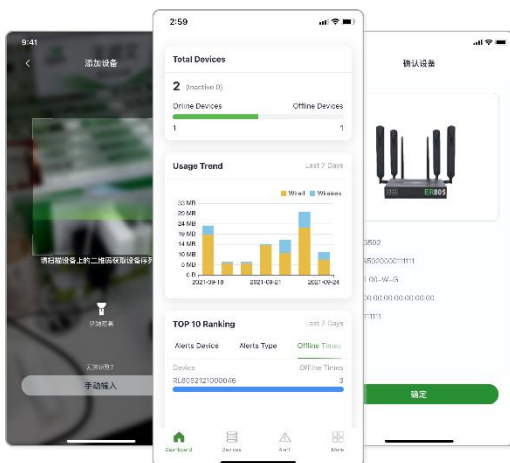 9:41
添加设备
请扫描设备上的二维码获取设备序列
手动输入
2:59
Total Devices
2 (Inactive 0)
Online Devices
Offline Devices
1
1
Usage Trend
Last 7 Days
Wired
Wireless
33 MB
24 MB
19 MB
14 MB
10 MB
5 MB
0 B
2021-09-18
2021-09-21
2021-09-24
TOP 10 Ranking
Last 7 Days
Alerts Device
Alerts Type
Offline Times
Device
Offline Times
RL8052121000046
3
Dashboard
Devices
Alert
More
确认设备
ER805
确定